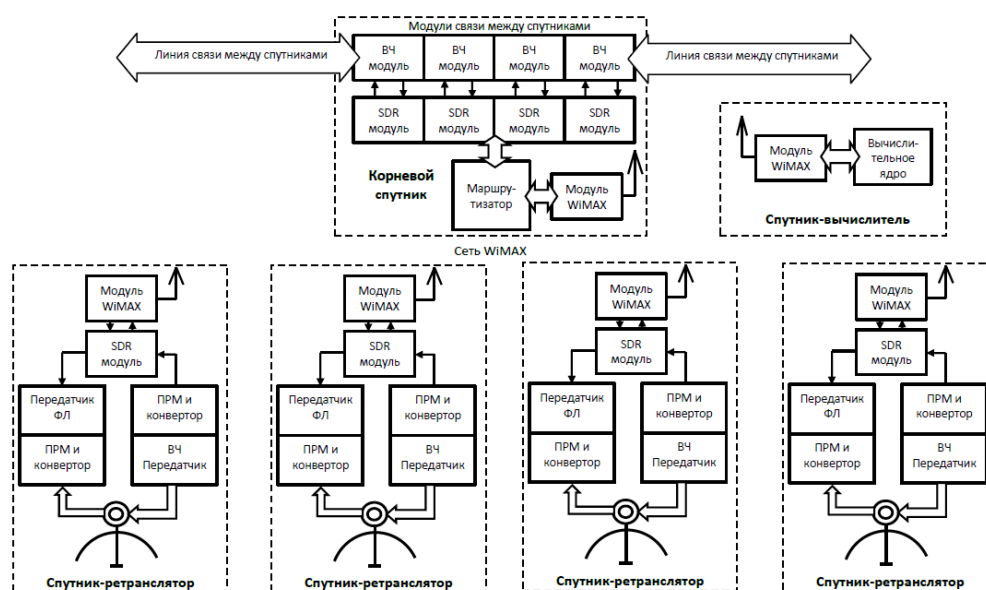 Модули связи между спутниками
Линия связи между спутниками
ВЧ
модуль
ВЧ
модуль
ВЧ
модуль
ВЧ
модуль
Линия связи между спутниками
SDR
модуль
SDR
модуль
SDR
модуль
SDR
модуль
Корневой
спутник
Маршру-
тизатор
Модуль
WiMAX
Модуль
WiMAX
Вычисли-
тельное
ядро
Спутник-вычислитель
Сеть WiMAX
Модуль
WiMAX
SDR
модуль
Передатчик
ФЛ
ПРМ и
конвертор
ПРМ и
конвертор
ВЧ
Передатчик
Спутник-ретранслятор
Модуль
WiMAX
SDR
модуль
Передатчик
ФЛ
ПРМ и
конвертор
ПРМ и
конвертор
ВЧ
Передатчик
Спутник-ретранслятор
Модуль
WiMAX
SDR
модуль
Передатчик
ФЛ
ПРМ и
конвертор
ПРМ и
конвертор
ВЧ
Передатчик
Спутник-ретранслятор
Модуль
WiMAX
SDR
модуль
Передатчик
ФЛ
ПРМ и
конвертор
ПРМ и
конвертор
ВЧ
Передатчик
Спутник-ретранслятор